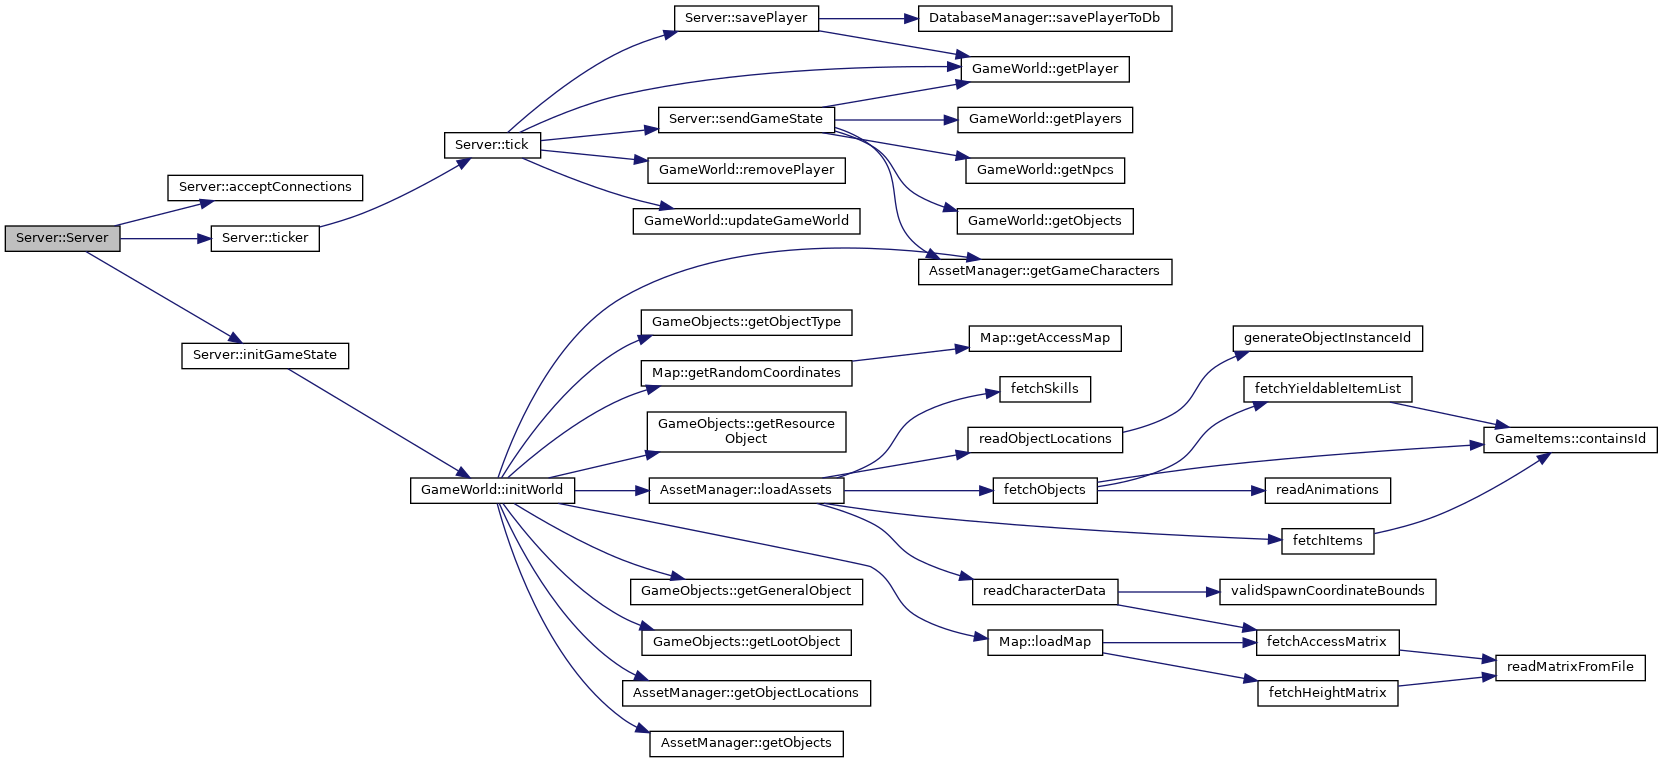 Server::savePlayer
DatabaseManager::savePlayerToDb
GameWorld::getPlayer
Server::sendGameState
GameWorld::getPlayers
Server::tick
GameWorld::removePlayer
GameWorld::getNpcs
Server::acceptConnections
GameWorld::updateGameWorld
GameWorld::getObjects
Server::Server
Server::ticker
AssetManager::getGameCharacters
GameObjects::getObjectType
Map::getAccessMap
generateObjectInstanceId
Server::initGameState
Map::getRandomCoordinates
fetchSkills
fetchYieldableItemList
GameObjects::getResource
Object
readObjectLocations
GameItems::containsId
GameWorld::initWorld
AssetManager::loadAssets
fetchObjects
readAnimations
fetchItems
GameObjects::getGeneralObject
readCharacterData
validSpawnCoordinateBounds
GameObjects::getLootObject
Map::loadMap
fetchAccessMatrix
readMatrixFromFile
AssetManager::getObjectLocations
fetchHeightMatrix
AssetManager::getObjects